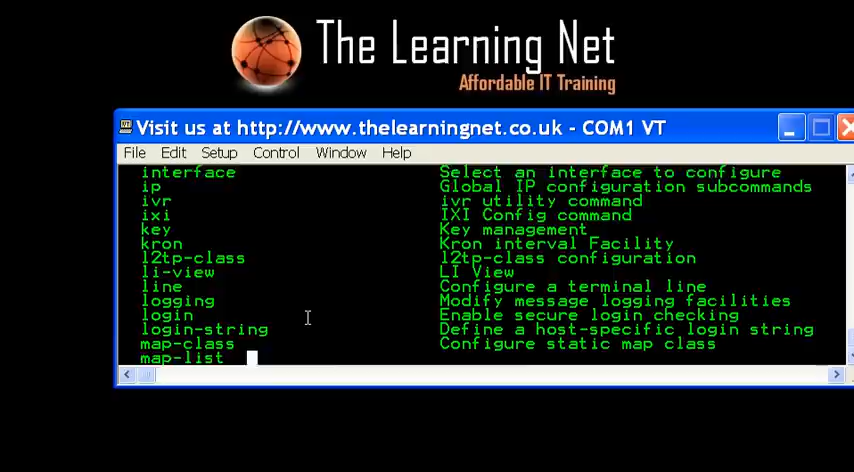 The Learning Net
Affordable IT Training
Visit us at http://www.thelearningnet.co.uk - COM1 VT
File Edit Setup Control Window Help
interface Select an interface to configure
ip Global IP configuration subcommands
ivr ivr utility command
ixi IXI Config command
key Key management
kron Kron interval Facility
l2tp-class l2tp-class configuration
li-view LI View
line Configure a terminal line
logging Modify message logging facilities
login Enable secure login checking
login-string Define a host-specific login string
map-class Configure static map class
map-list